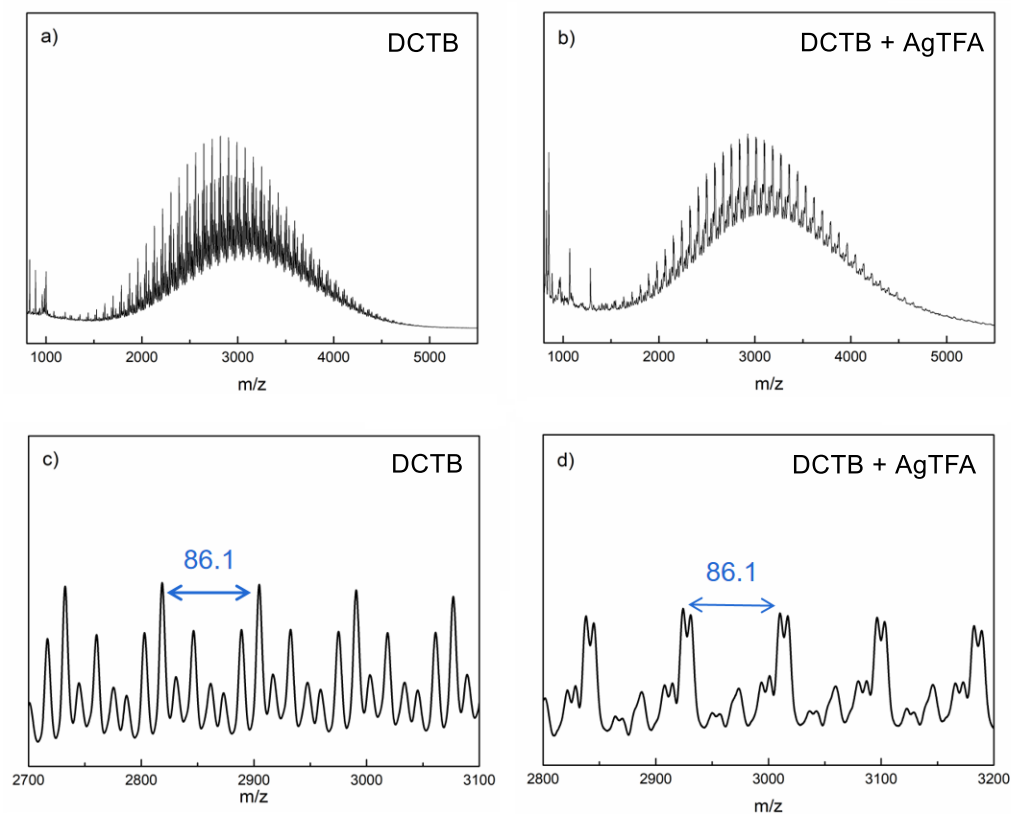 a) DCTB
1000 2000 3000 4000 5000
m/z
b) DCTB + AgTFA
1000 2000 3000 4000 5000
m/z
c) DCTB
86.1
2700 2800 2900 3000 3100
m/z
d) DCTB + AgTFA
86.1
2800 2900 3000 3100 3200
m/z